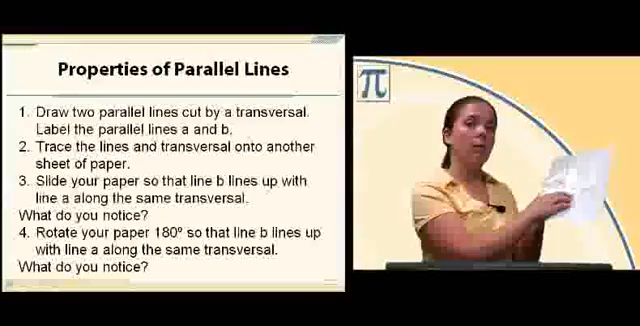 Properties of Parallel Lines
1. Draw two parallel lines cut by a transversal.
Label the parallel lines a and b.
2. Trace the lines and transversal onto another
sheet of paper.
3. Slide your paper so that line b lines up with
line a along the same transversal.
What do you notice?
4. Rotate your paper 180º so that line b lines up
with line a along the same transversal.
What do you notice?
π